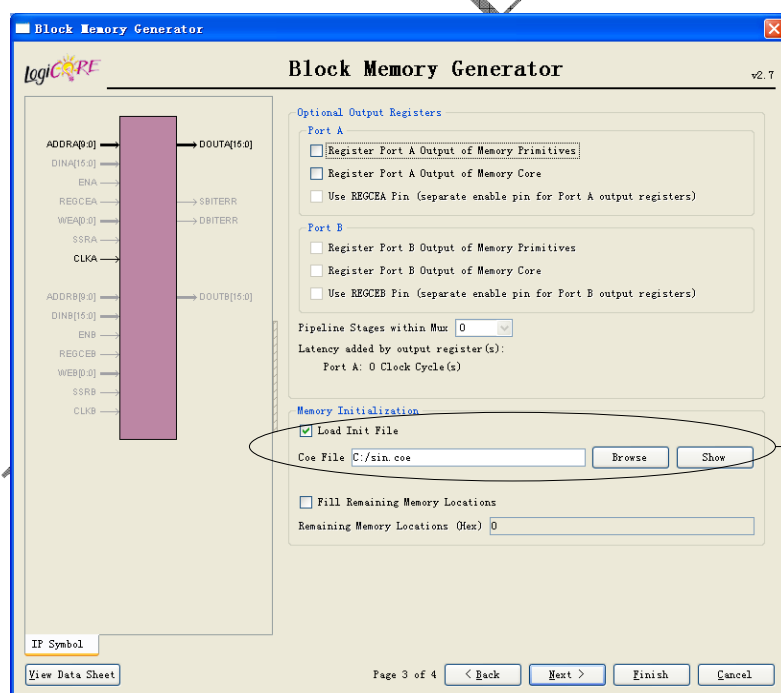 Block Memory Generator
LogiCORE
Block Memory Generator
v2.7
ADDRA[9:0]
DOUTA[15:0]
DINA[15:0]
ENA
REGCEA
SBITERR
WEA[0:0]
DBITERR
SSRA
CLKA
ADDRB[9:0]
DOUTB[15:0]
DINB[15:0]
ENB
REGCEB
WEB[0:0]
SSRB
CLKB
IP Symbol
Optional Output Registers
Port A
Register Port A Output of Memory Primitives
Register Port A Output of Memory Core
Use REGCEA Pin (separate enable pin for Port A output registers)
Port B
Register Port B Output of Memory Primitives
Register Port B Output of Memory Core
Use REGCEB Pin (separate enable pin for Port B output registers)
Pipeline Stages within Mux 0
Latency added by output register(s):
Port A: 0 Clock Cycle(s)
Memory Initialization
Load Init File
Coe File C:/sin.coe Browse Show
Fill Remaining Memory Locations
Remaining Memory Locations (Hex) 0
View Data Sheet
Page 3 of 4 < Back Next > Finish Cancel